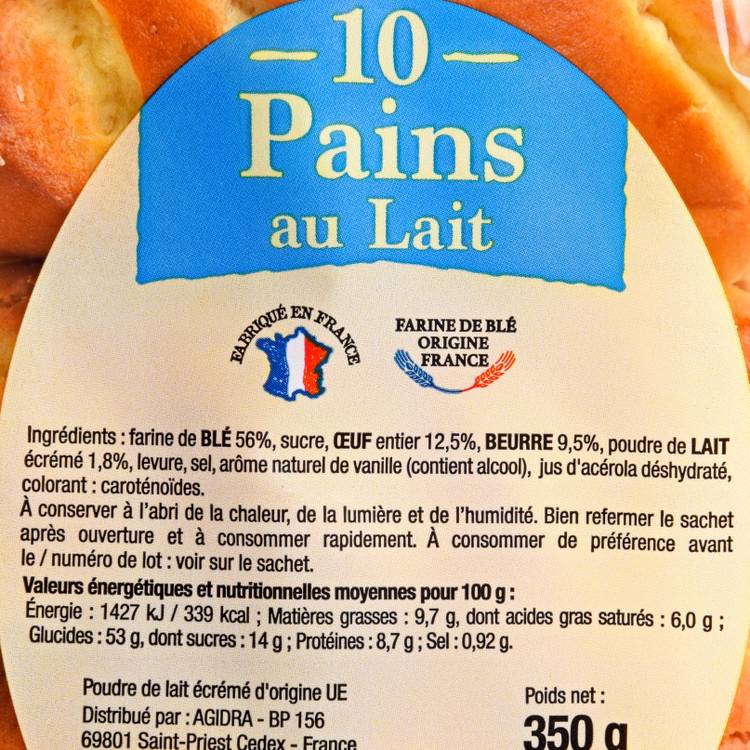 – 10 –
Pains
au Lait
FABRIQUÉ EN FRANCE
FARINE DE BLÉ
ORIGINE
FRANCE
Ingrédients : farine de BLÉ 56%, sucre, ŒUF entier 12,5%, BEURRE 9,5%, poudre de LAIT
écrémé 1,8%, levure, sel, arôme naturel de vanille (contient alcool), jus d'acérola déshydraté,
colorant : caroténoïdes.
À conserver à l'abri de la chaleur, de la lumière et de l'humidité. Bien refermer le sachet
après ouverture et à consommer rapidement. À consommer de préférence avant
le / numéro de lot : voir sur le sachet.
Valeurs énergétiques et nutritionnelles moyennes pour 100 g :
Énergie : 1427 kJ / 339 kcal ; Matières grasses : 9,7 g, dont acides gras saturés : 6,0 g ;
Glucides : 53 g, dont sucres : 14 g ; Protéines : 8,7 g ; Sel : 0,92 g.
Poudre de lait écrémé d'origine UE
Distribué par : AGIDRA - BP 156
69801 Saint-Priest Cedex - France
Poids net :
350 g